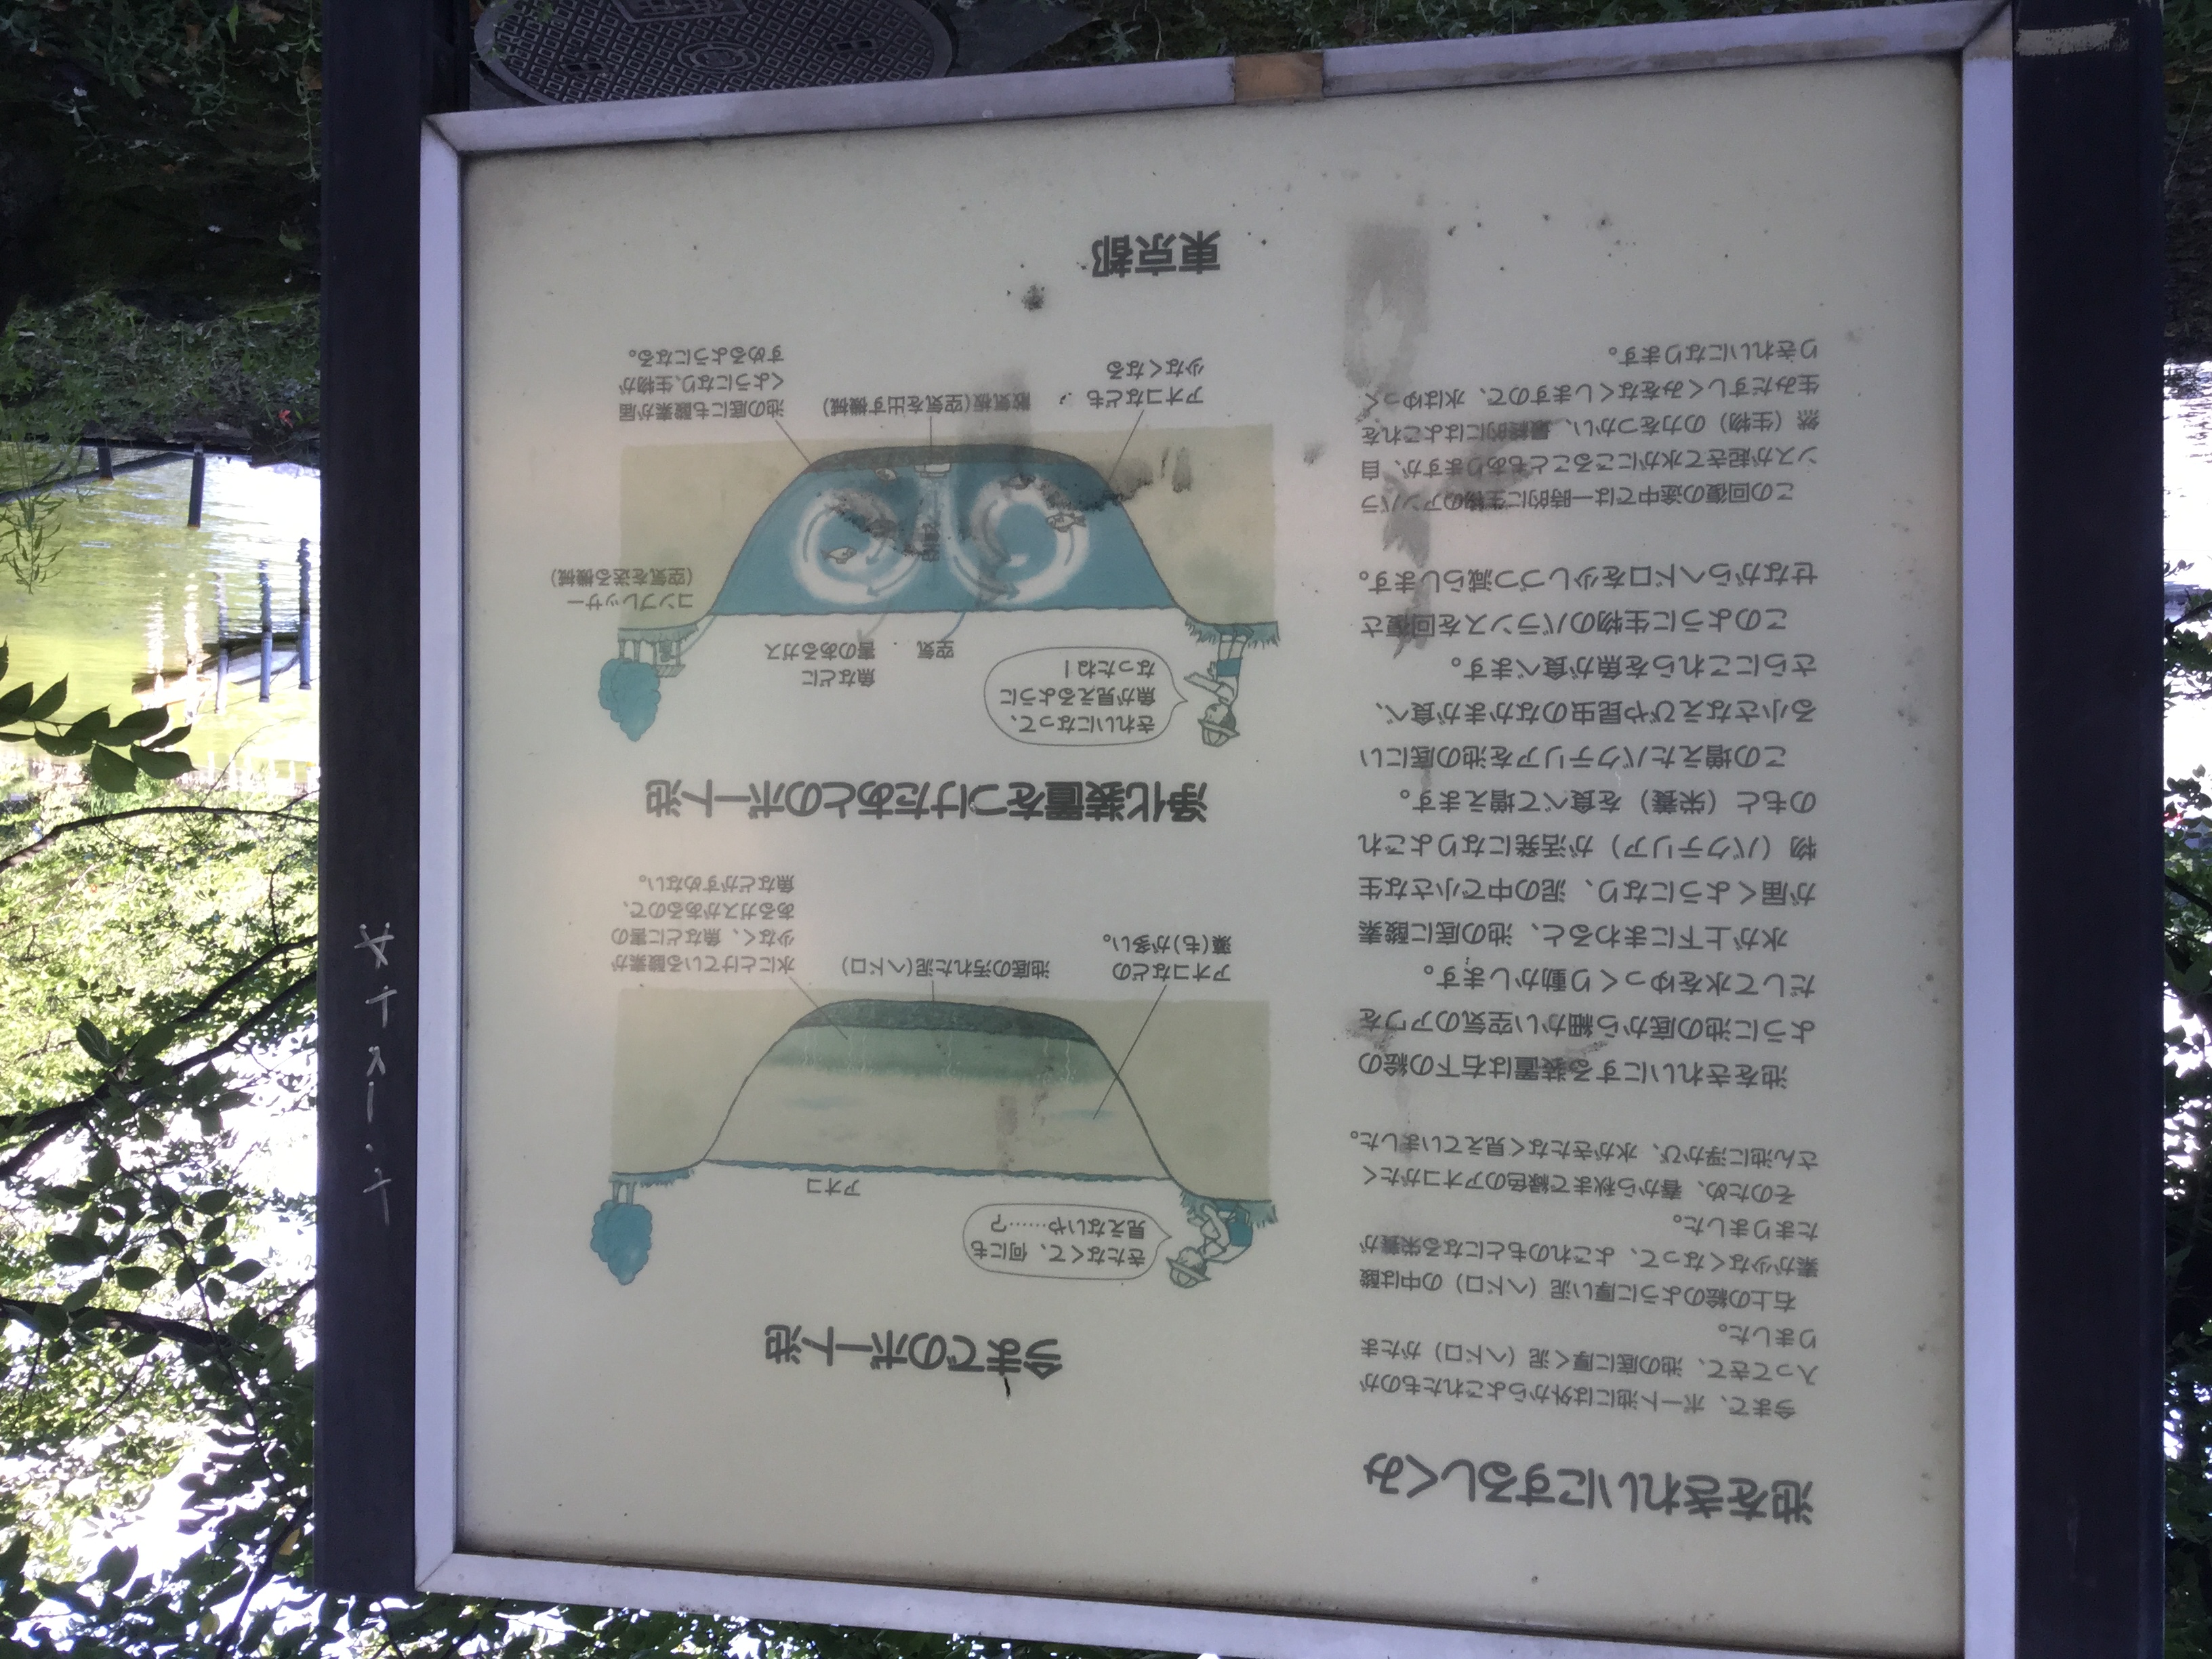 池をきれいにするしくみ
今まで、ボート池には外からよごれたものが
入ってきて、池の底に厚く泥（ヘドロ）がたま
りました。
右上の絵のように厚い泥（ヘドロ）の中は酸
素が少なくなって、よごれのもとになる栄養が
たまりました。
そのため、春から秋まで緑色のアオコがたく
さん池に浮かび、水がきたなく見えていました。
池をきれいにする装置は右下の絵の
ように池の底から細かい空気のアワを
だして水をゆっくり動かします。
水が上下にまわると、池の底に酸素
が届くようになり、泥の中で小さな生
物（バクテリア）が活発になりよごれ
のもと（栄養）を食べて増えます。
この増えたバクテリアを池の底にい
る小さなえびや昆虫のなかまが食べ、
さらにこれらを魚が食べます。
このように生物のバランスを回復さ
せながらヘドロを少しづつ減らします。
この回復の途中では一時的に生物のアンバラ
ンスが起きて水がにごることもありますが、自
然（生物）の力をつかい、最終的にはよごれを
生みだすしくみをなくしますので、水はゆっく
りきれいになります。
今までのボート池
きたなくて、何にも
見えないや……？
アオコ
アオコなどの
藻（も）が多い。
池底の汚れた泥（ヘドロ）
水にとけている酸素が
少なく、魚などに害の
あるガスがあるので、
魚などがすめない。
浄化装置をつけたあとのボート池
きれいになって、
魚が見えるように
なったね！
空気
魚などに
害のあるガス
コンプレッサー
（空気を送る機械）
アオコなども
少なくなる
散気板（空気を出す機械）
池の底にも酸素が届
くようになり、生物が
すめるようになる。
東京都